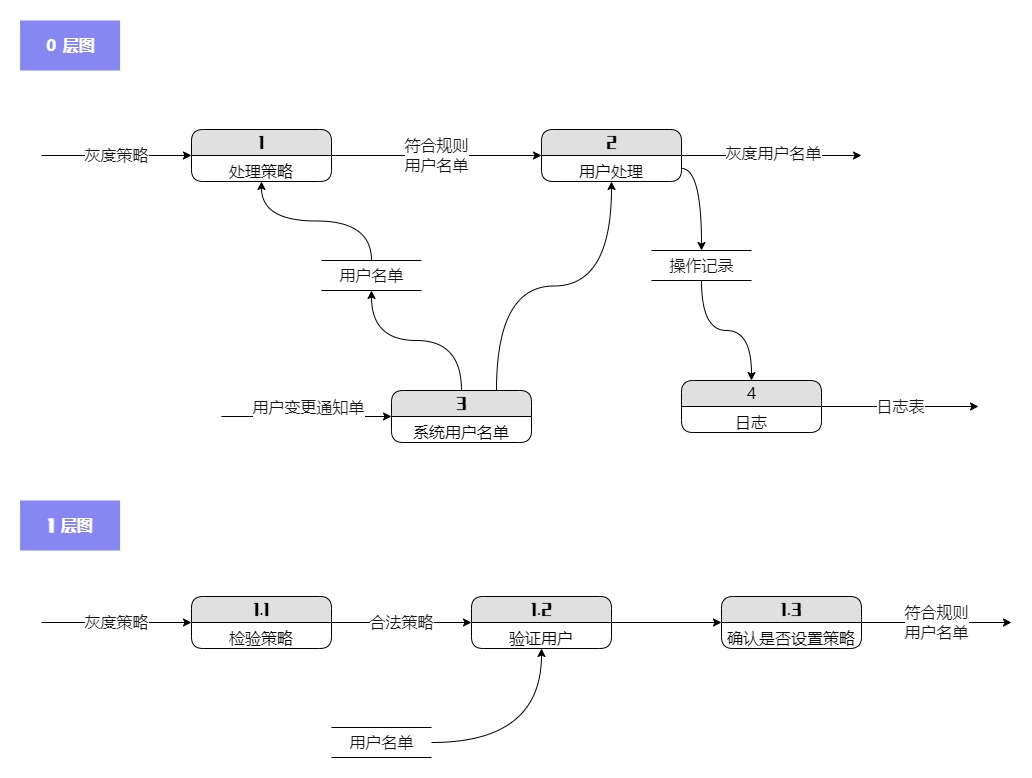 0 层图
1
2
灰度策略
处理策略
符合规则
用户名单
用户处理
灰度用户名单
用户名单
操作记录
用户变更通知单
3
系统用户名单
4
日志
日志表
1 层图
1.1
1.2
1.3
灰度策略
检验策略
合法策略
验证用户
确认是否设置策略
符合规则
用户名单
用户名单